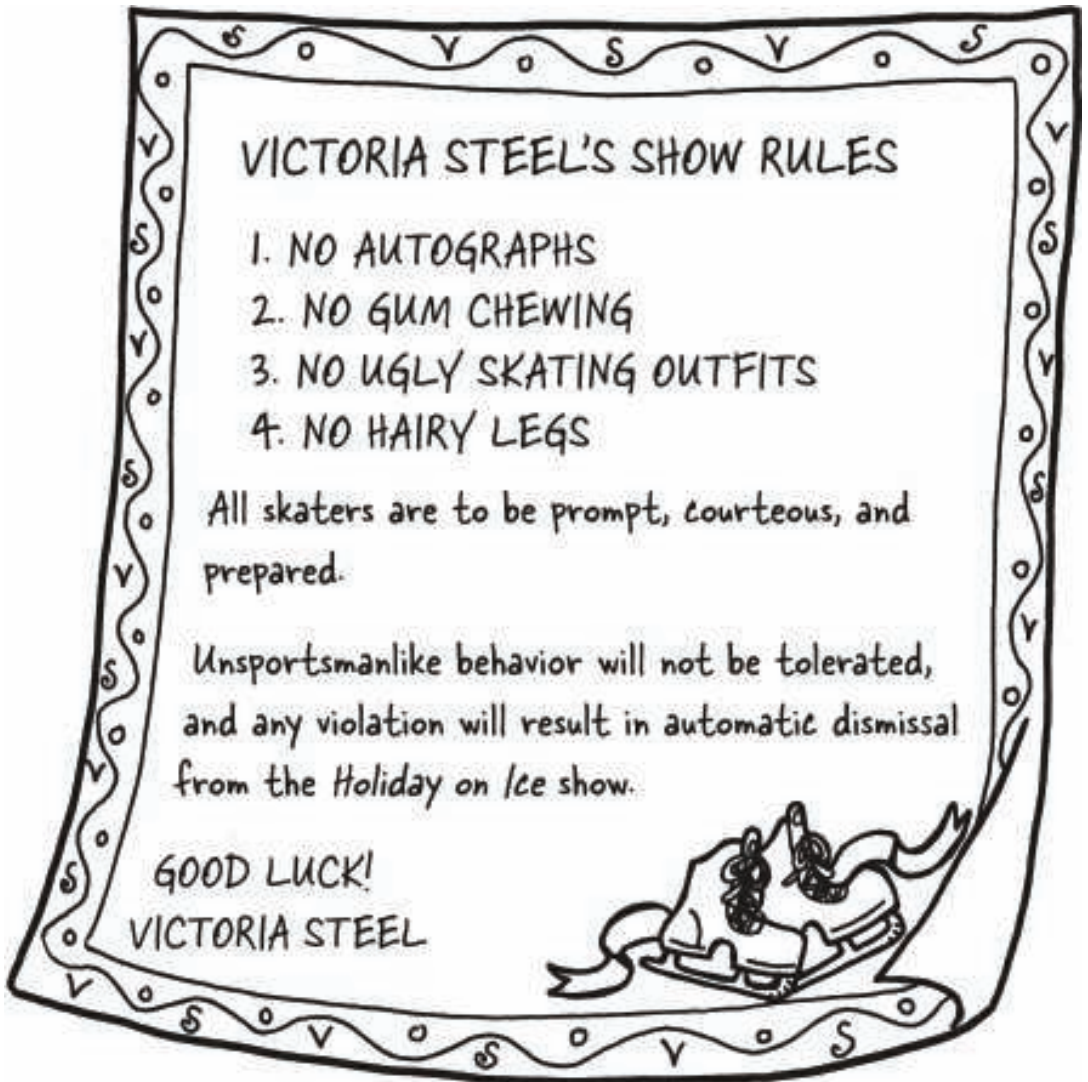 VICTORIA STEEL'S SHOW RULES
1. NO AUTOGRAPHS
2. NO GUM CHEWING
3. NO UGLY SKATING OUTFITS
4. NO HAIRY LEGS
All skaters are to be prompt, courteous, and
prepared.
Unsportsmanlike behavior will not be tolerated,
and any violation will result in automatic dismissal
from the Holiday on Ice show.
GOOD LUCK!
VICTORIA STEEL